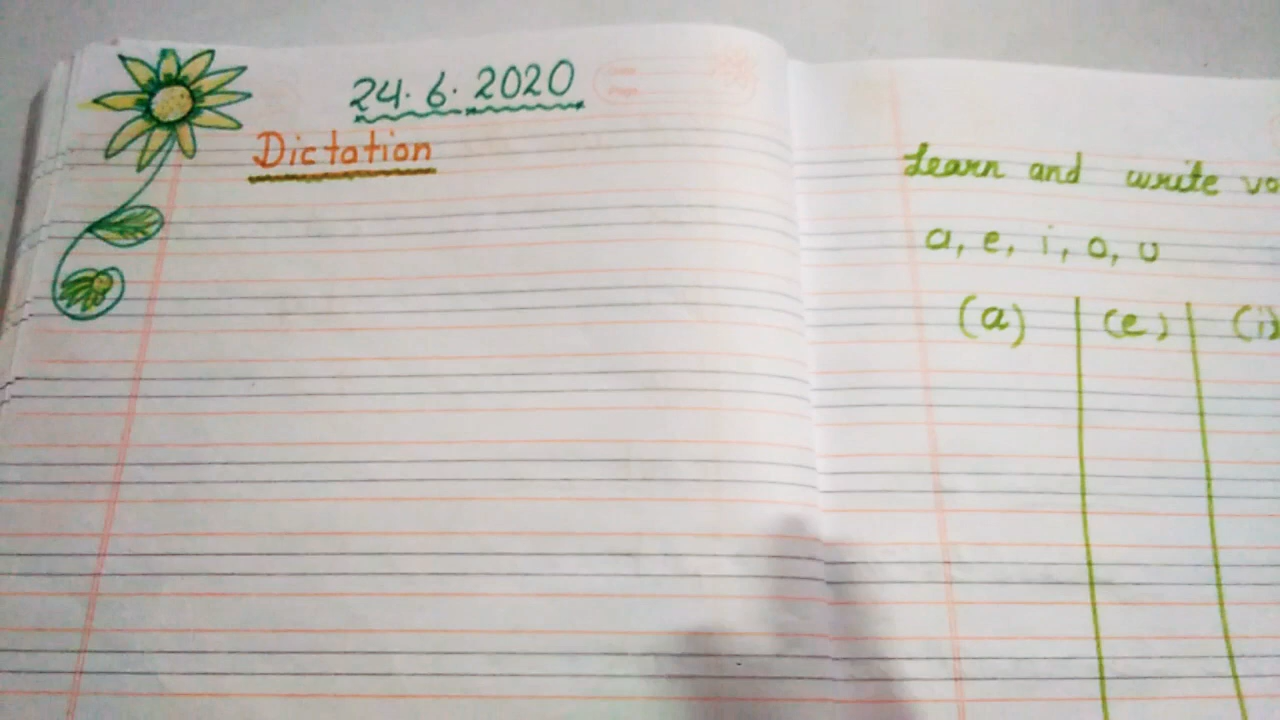 24.6.2020
Dictation
Learn and write
a, e, i, o, u
(a) (e) (i)